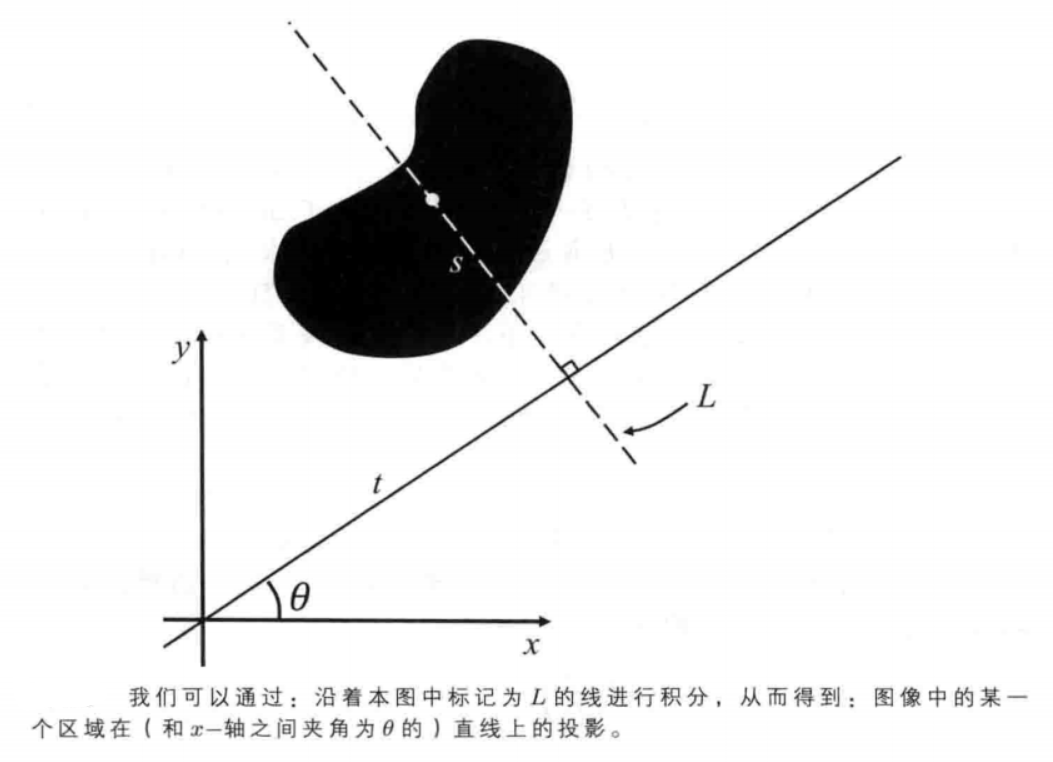 s
y
L
t
θ
x
我们可以通过：沿着本图中标记为 L 的线进行积分，从而得到：图像中的某一
个区域在（和 x–轴之间夹角为 θ 的）直线上的投影。